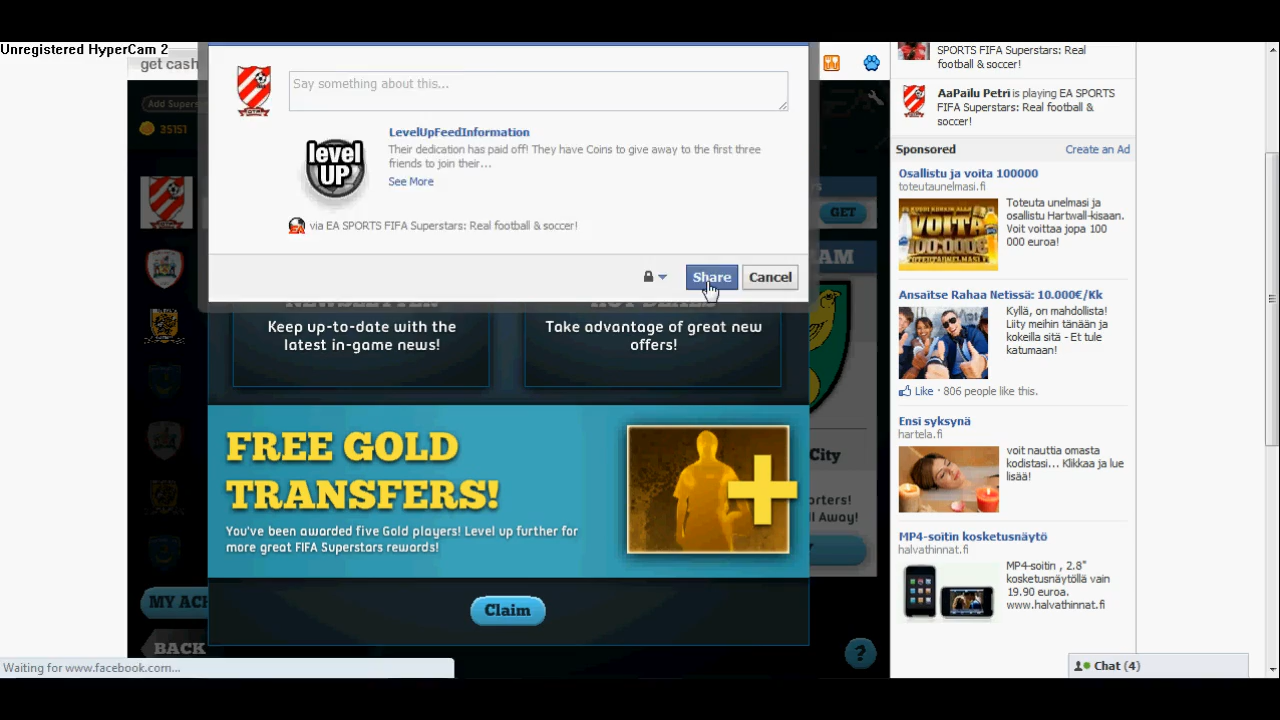 Unregistered HyperCam 2
get cash
35151
Say something about this...
LevelUpFeedInformation
Their dedication has paid off! They have Coins to give away to the first three
friends to join their...
See More
level
UP
via EA SPORTS FIFA Superstars: Real football & soccer!
Share
Cancel
GET
Keep up-to-date with the
latest in-game news!
Take advantage of great new
offers!
FREE GOLD
TRANSFERS!
You've been awarded five Gold players! Level up further for
more great FIFA Superstars rewards!
Claim
City
MY ACH
BACK
?
Waiting for www.facebook.com...
SPORTS FIFA Superstars: Real
football & soccer!
AaPailu Petri is playing EA SPORTS
FIFA Superstars: Real football &
soccer!
Sponsored
Create an Ad
Osallistu ja voita 100000
toteutaunelmasi.fi
VOITA
100.000€
Toteuta unelmasi ja
osallistu Hartwall-kisaan.
Voit voittaa jopa 100
000 euroa!
Ansaitse Rahaa Netissä: 10.000€/Kk
Kyllä, on mahdollista!
Liity meihin tänään ja
kokeilla sitä - Et tule
katumaan!
Like · 806 people like this.
Ensi syksynä
hartela.fi
voit nauttia omasta
kodistasi... Klikkaa ja lue
lisää!
MP4-soitin kosketusnäytö
halvathinnat.fi
MP4-soitin , 2.8"
kosketusnäytöllä vain
19.90 euroa.
www.halvathinnat.fi
Chat (4)